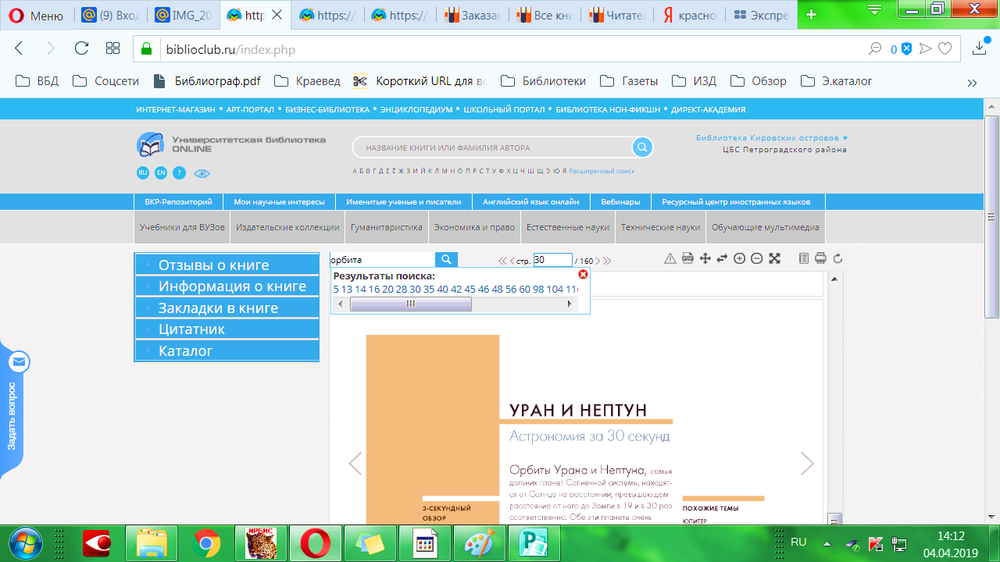 Меню
(9) Вход
IMG_20
http
https://
https://
Заказа
Все кни
Читател
красно
Экспре
biblioclub.ru/index.php
0
ВБД
Соцсети
Библиограф.pdf
Краевед
Короткий URL для вс
Библиотеки
Газеты
ИЗД
Обзор
Э.каталог
ИНТЕРНЕТ-МАГАЗИН • АРТ-ПОРТАЛ • БИЗНЕС-БИБЛИОТЕКА • ЭНЦИКЛОПЕДИУМ • ШКОЛЬНЫЙ ПОРТАЛ • БИБЛИОТЕКА НОН-ФИКШН • ДИРЕКТ-АКАДЕМИЯ
Университетская библиотека
ONLINE
RU EN ?
НАЗВАНИЕ КНИГИ ИЛИ ФАМИЛИЯ АВТОРА
А Б В Г Д Е Ё Ж З И Й К Л М Н О П Р С Т У Ф Х Ц Ч Ш Щ Э Ю Я Расширенный поиск
Библиотека Кировских островов
ЦБС Петроградского района
ВКР-Репозиторий
Мои научные интересы
Именитые ученые и писатели
Английский язык онлайн
Вебинары
Ресурсный центр иностранных языков
Учебники для ВУЗов
Издательские коллекции
Гуманитаристика
Экономика и право
Естественные науки
Технические науки
Обучающие мультимедиа
Отзывы о книге
Информация о книге
Закладки в книге
Цитатник
Каталог
Задать вопрос
орбита
стр. 30 / 160
Результаты поиска:
5 13 14 16 20 28 30 35 40 42 45 46 48 56 60 98 104 11
УРАН И НЕПТУН
Астрономия за 30 секунд
Орбиты Урана и Нептуна, самых
дальних планет Солнечной системы, находят-
ся от Солнца на расстоянии, превышающем
расстояние от него до Земли в 19 и в 30 раз
соответственно. Обе эти планеты очень
3-СЕКУНДНЫЙ
ОБЗОР
ПОХОЖИЕ ТЕМЫ
ЮПИТЕР
ИРБИС
RU
14:12
04.04.2019